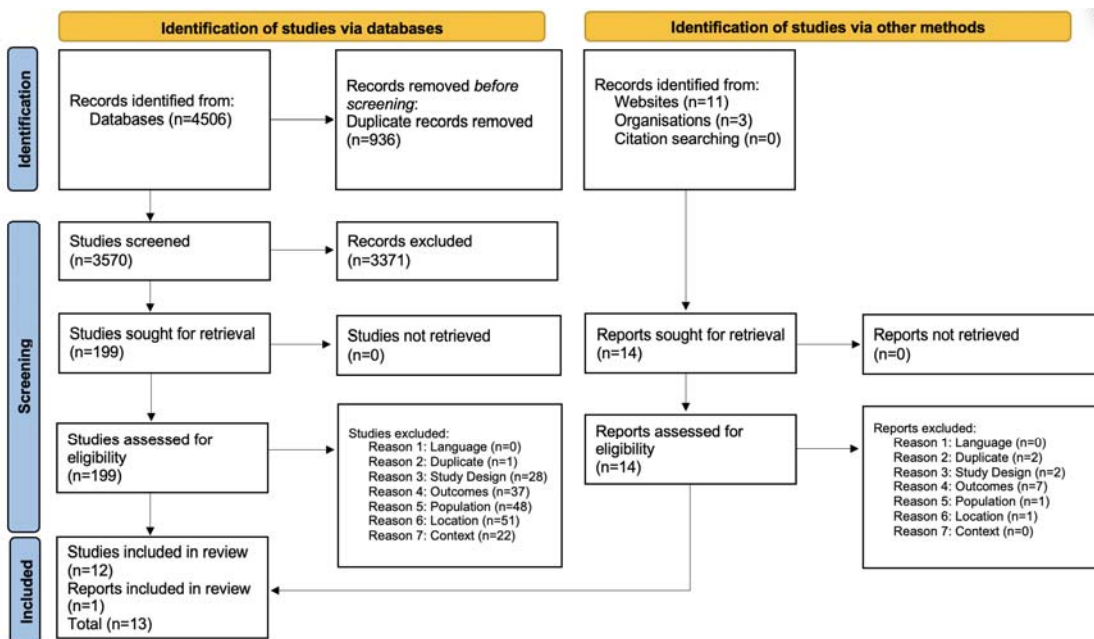 Identification of studies via databases
Identification of studies via other methods
Identification
Records identified from:
Databases (n=4506)
Records removed before
screening:
Duplicate records removed
(n=936)
Records identified from:
Websites (n=11)
Organisations (n=3)
Citation searching (n=0)
Screening
Studies screened
(n=3570)
Records excluded
(n=3371)
Studies sought for retrieval
(n=199)
Studies not retrieved
(n=0)
Reports sought for retrieval
(n=14)
Reports not retrieved
(n=0)
Studies assessed for
eligibility
(n=199)
Studies excluded:
Reason 1: Language (n=0)
Reason 2: Duplicate (n=1)
Reason 3: Study Design (n=28)
Reason 4: Outcomes (n=37)
Reason 5: Population (n=48)
Reason 6: Location (n=51)
Reason 7: Context (n=22)
Reports assessed for
eligibility
(n=14)
Reports excluded:
Reason 1: Language (n=0)
Reason 2: Duplicate (n=2)
Reason 3: Study Design (n=2)
Reason 4: Outcomes (n=7)
Reason 5: Population (n=1)
Reason 6: Location (n=1)
Reason 7: Context (n=0)
Included
Studies included in review
(n=12)
Reports included in review
(n=1)
Total (n=13)